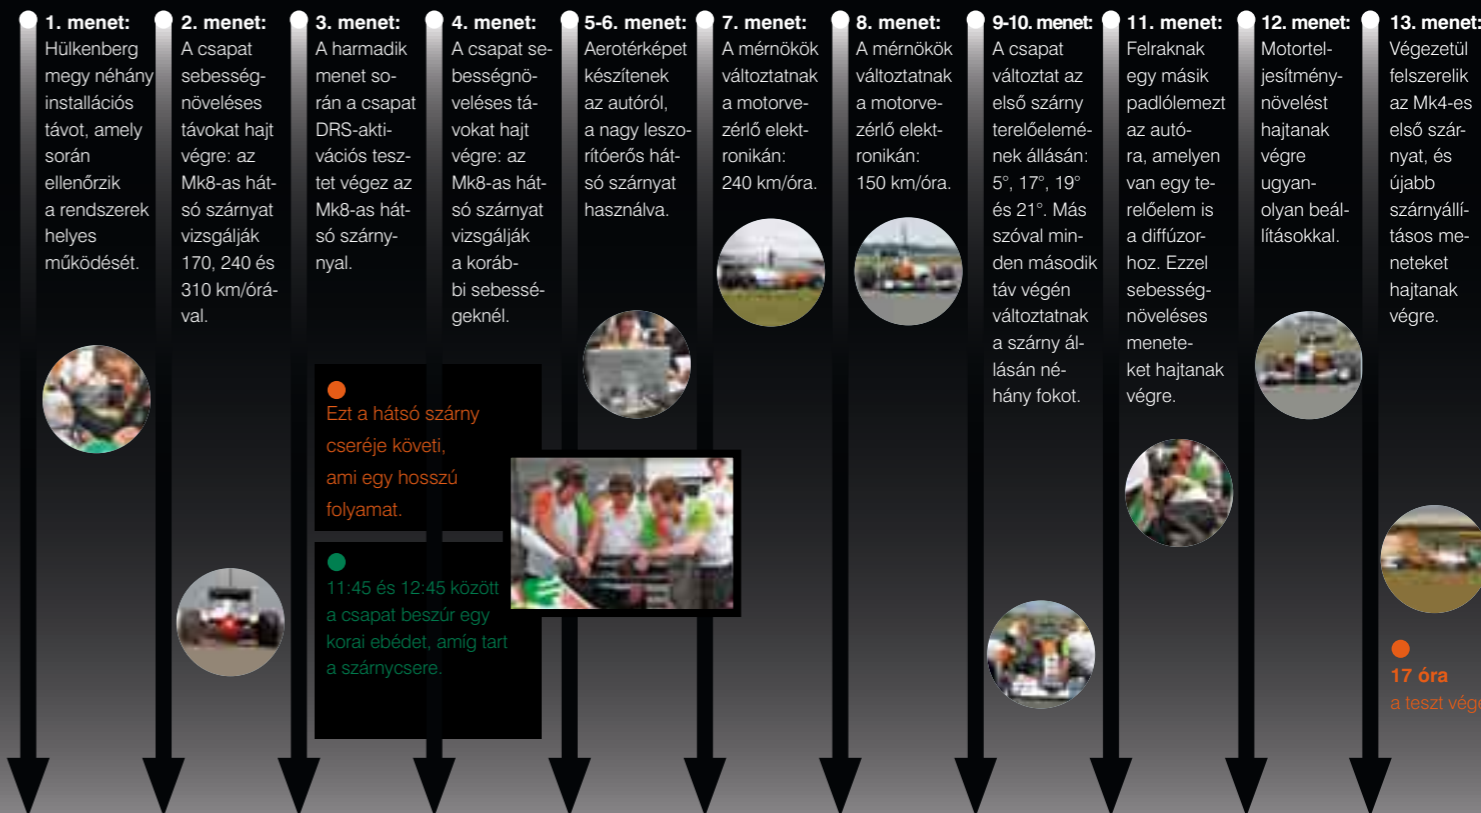 1. menet:
Hülkenberg
megy néhány
installációs
távot, amely
során
ellenőrzik
a rendszerek
helyes
működését.
2. menet:
A csapat
sebesség-
növeléses
távokat hajt
végre: az
Mk8-as hát-
só szárnyat
vizsgálják
170, 240 és
310 km/órá-
val.
3. menet:
A harmadik
menet so-
rán a csapat
DRS-akti-
vációs tesz-
tet végez az
Mk8-as hát-
só szárny-
nyal.
Ezt a hátsó szárny
cseréje követi,
ami egy hosszú
folyamat.
11:45 és 12:45 között
a csapat beszúr egy
korai ebédet, amíg tart
a szárnycsere.
4. menet:
A csapat se-
bességnö-
veléses tá-
vokat hajt
végre: az
Mk8-as hát-
só szárnyat
vizsgálják
a koráb-
bi sebessé-
geknél.
5-6. menet:
Aerotérképet
készítenek
az autóról,
a nagy leszo-
rítóerős hát-
só szárnyat
használva.
7. menet:
A mérnökök
változtatnak
a motorve-
zérlő elekt-
ronikán:
240 km/óra.
8. menet:
A mérnökök
változtatnak
a motorve-
zérlő elekt-
ronikán:
150 km/óra.
9-10. menet:
A csapat
változtat az
első szárny
terelőelemé-
nek állásán:
5°, 17°, 19°
és 21°. Más
szóval min-
den második
táv végén
változtatnak
a szárny ál-
lásán né-
hány fokot.
11. menet:
Felraknak
egy másik
padlólemezt
az autó-
ra, amelyen
van egy te-
relőelem is
a diffúzor-
hoz. Ezzel
sebesség-
növeléses
menete-
ket hajtanak
végre.
12. menet:
Motortel-
jesítmény-
növelést
hajtanak
végre
ugyan-
olyan beál-
lításokkal.
13. menet:
Végezetül
felszerelik
az Mk4-es
első szár-
nyat, és
újabb
szárnyállí-
tásos me-
neteket
hajtanak
végre.
17 óra
a teszt